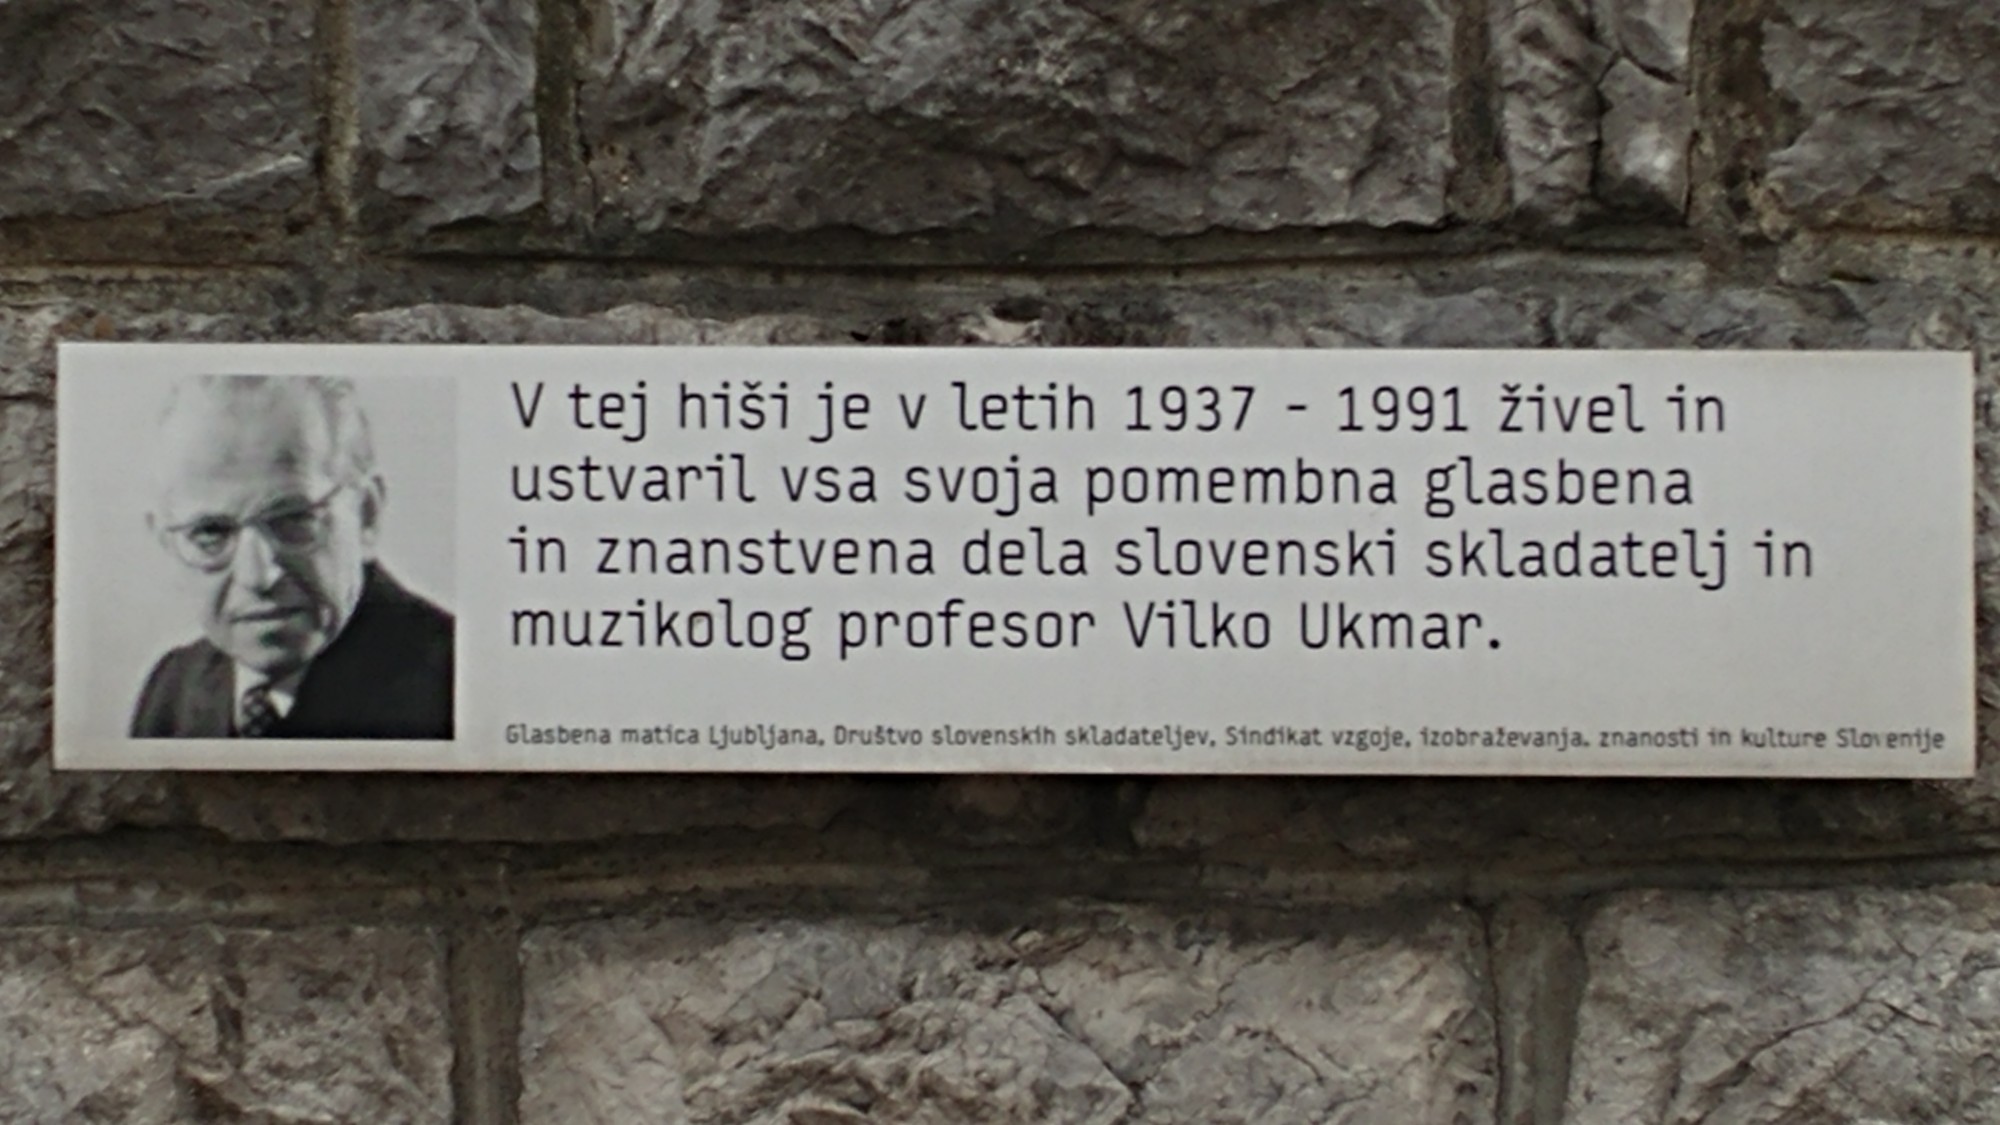 V tej hiši je v letih 1937 - 1991 živel in
ustvaril vsa svoja pomembna glasbena
in znanstvena dela slovenski skladatelj in
muzikolog profesor Vilko Ukmar.
Glasbena matica Ljubljana, Društvo slovenskih skladateljev, Sindikat vzgoje, izobraževanja, znanosti in kulture Slovenije